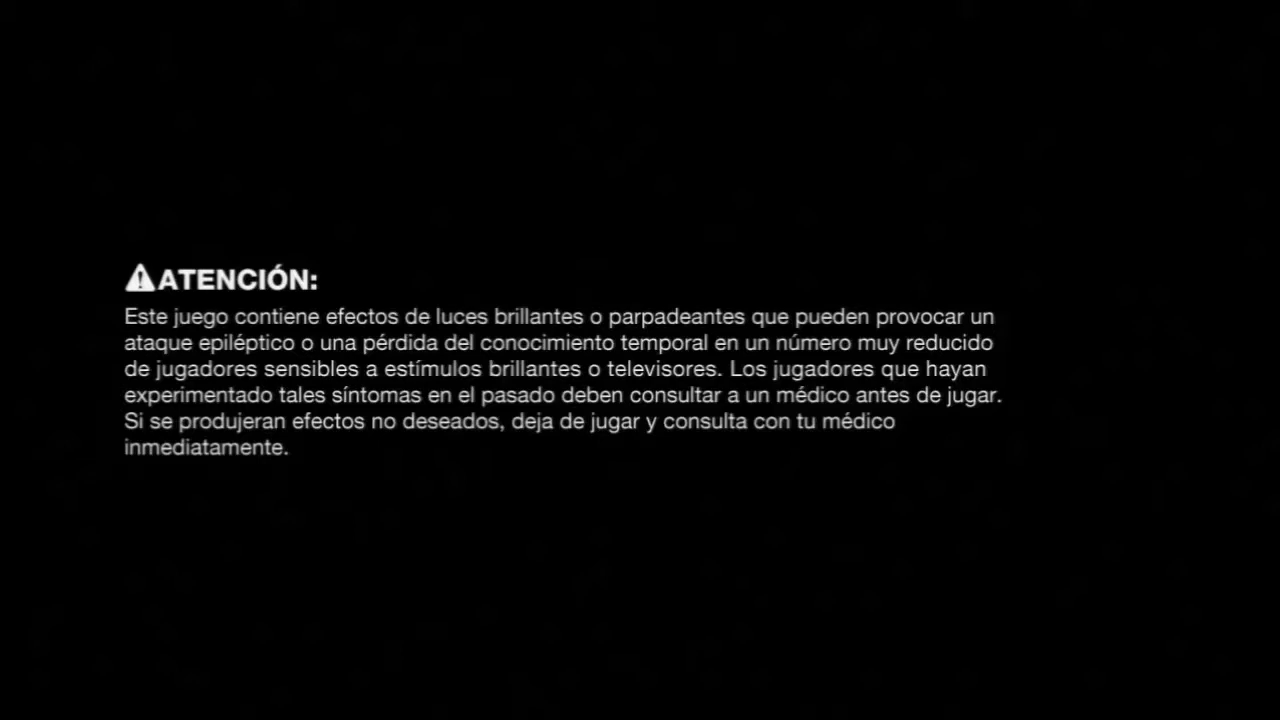 ⚠ATENCIÓN:
Este juego contiene efectos de luces brillantes o parpadeantes que pueden provocar un
ataque epiléptico o una pérdida del conocimiento temporal en un número muy reducido
de jugadores sensibles a estímulos brillantes o televisores. Los jugadores que hayan
experimentado tales síntomas en el pasado deben consultar a un médico antes de jugar.
Si se produjeran efectos no deseados, deja de jugar y consulta con tu médico
inmediatamente.